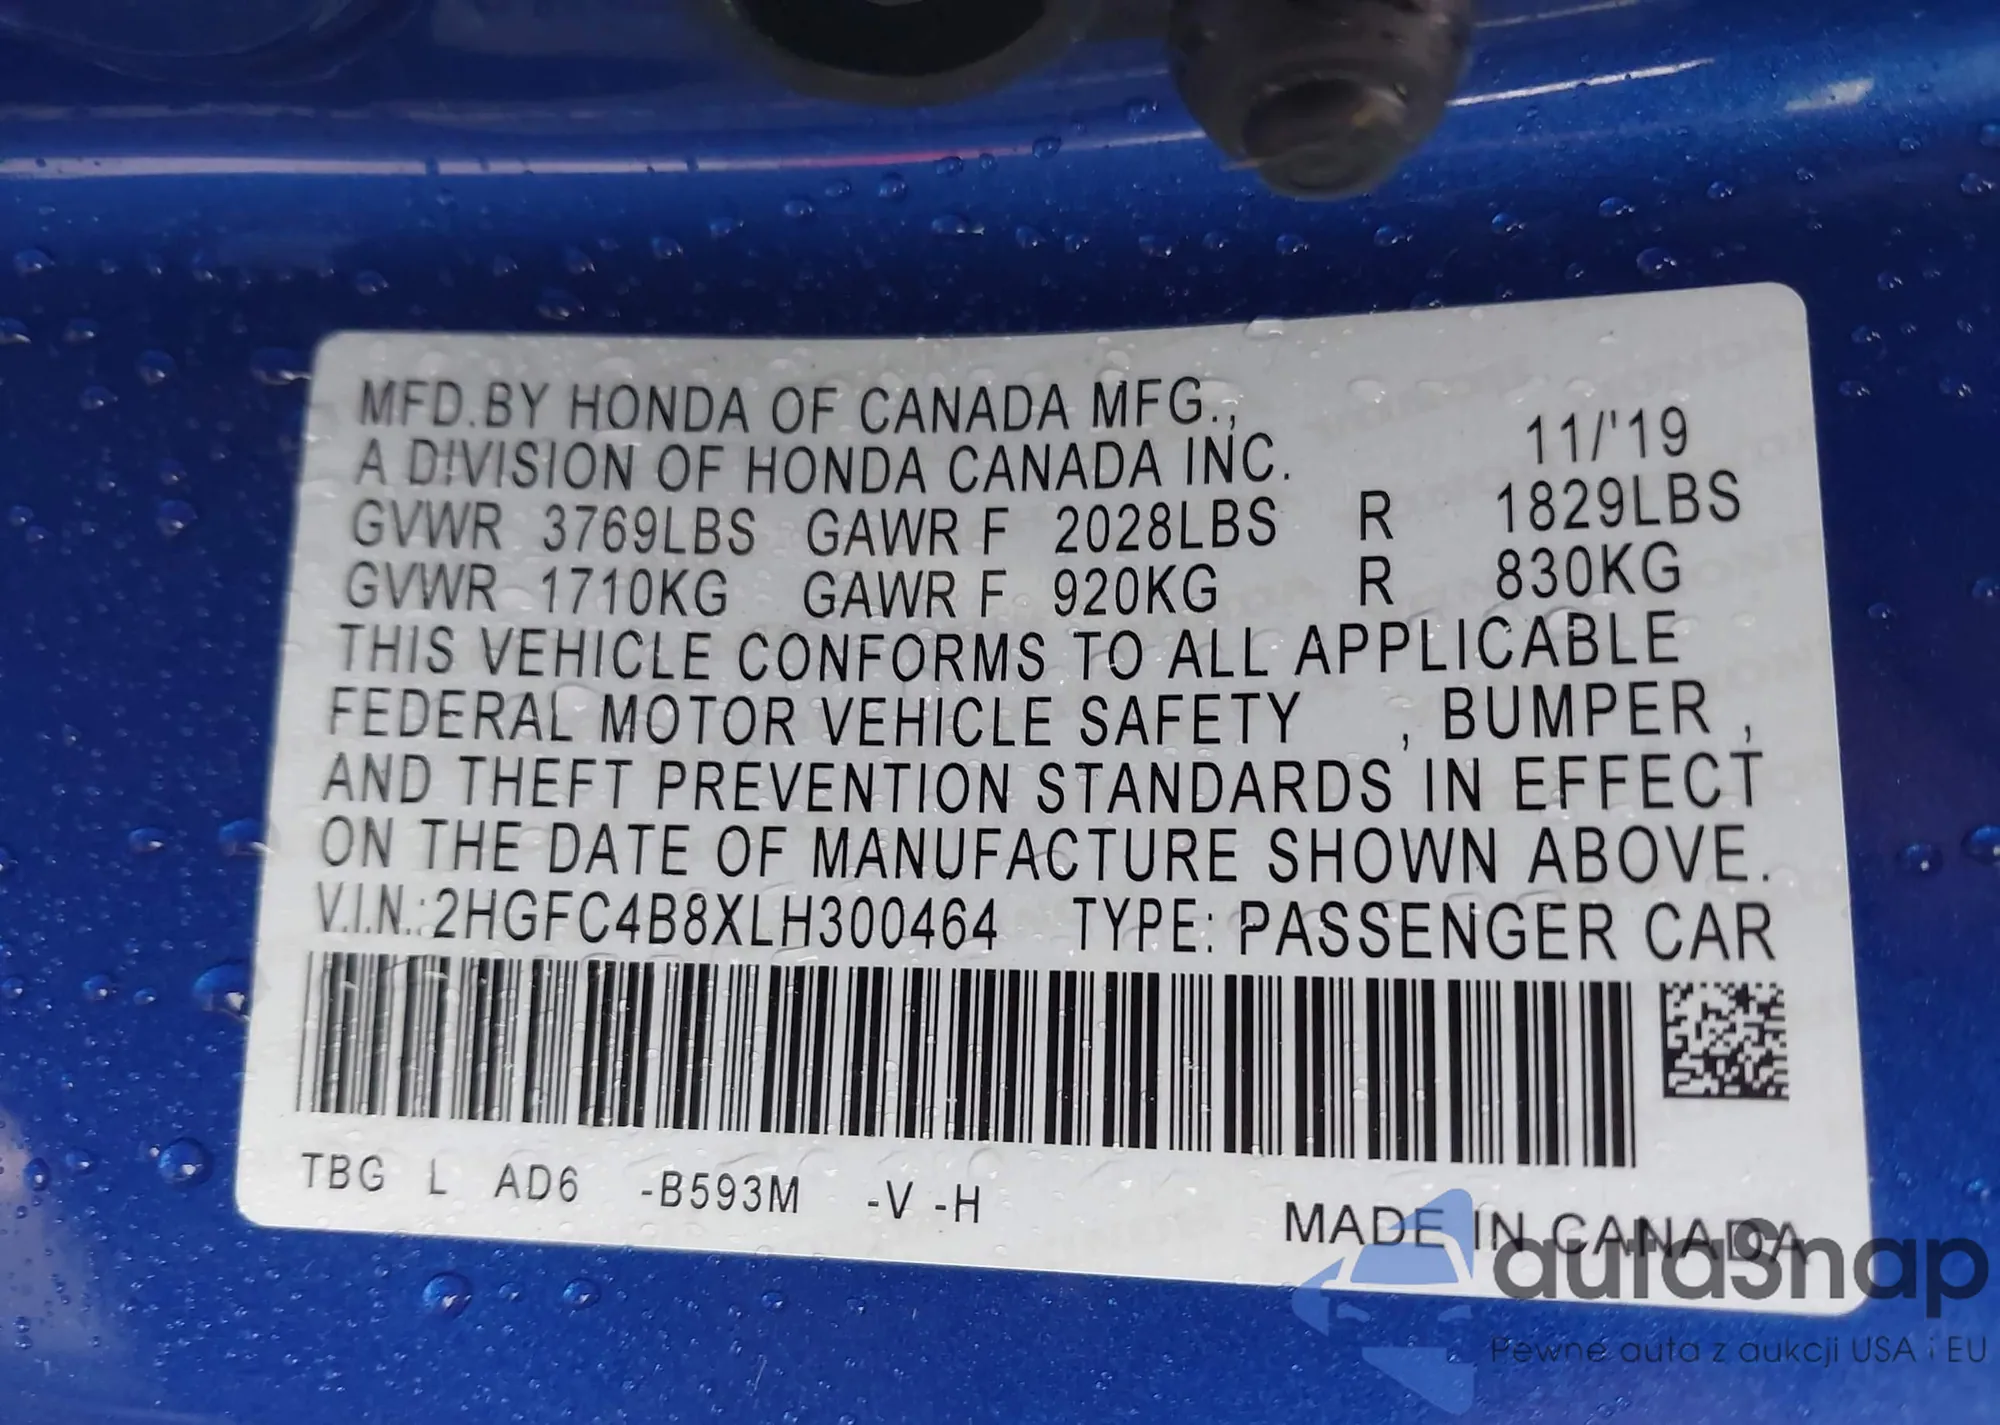 MFD.BY HONDA OF CANADA MFG.,
A DIVISION OF HONDA CANADA INC. 11/'19
GVWR 3769LBS GAWR F 2028LBS R 1829LBS
GVWR 1710KG GAWR F 920KG R 830KG
THIS VEHICLE CONFORMS TO ALL APPLICABLE
FEDERAL MOTOR VEHICLE SAFETY , BUMPER ,
AND THEFT PREVENTION STANDARDS IN EFFECT
ON THE DATE OF MANUFACTURE SHOWN ABOVE.
V.I.N.:2HGFC4B8XLH300464 TYPE: PASSENGER CAR
TBG L AD6 -B593M -V -H
MADE IN CANADA
autaSnap
Pewne auta z aukcji USA i EU